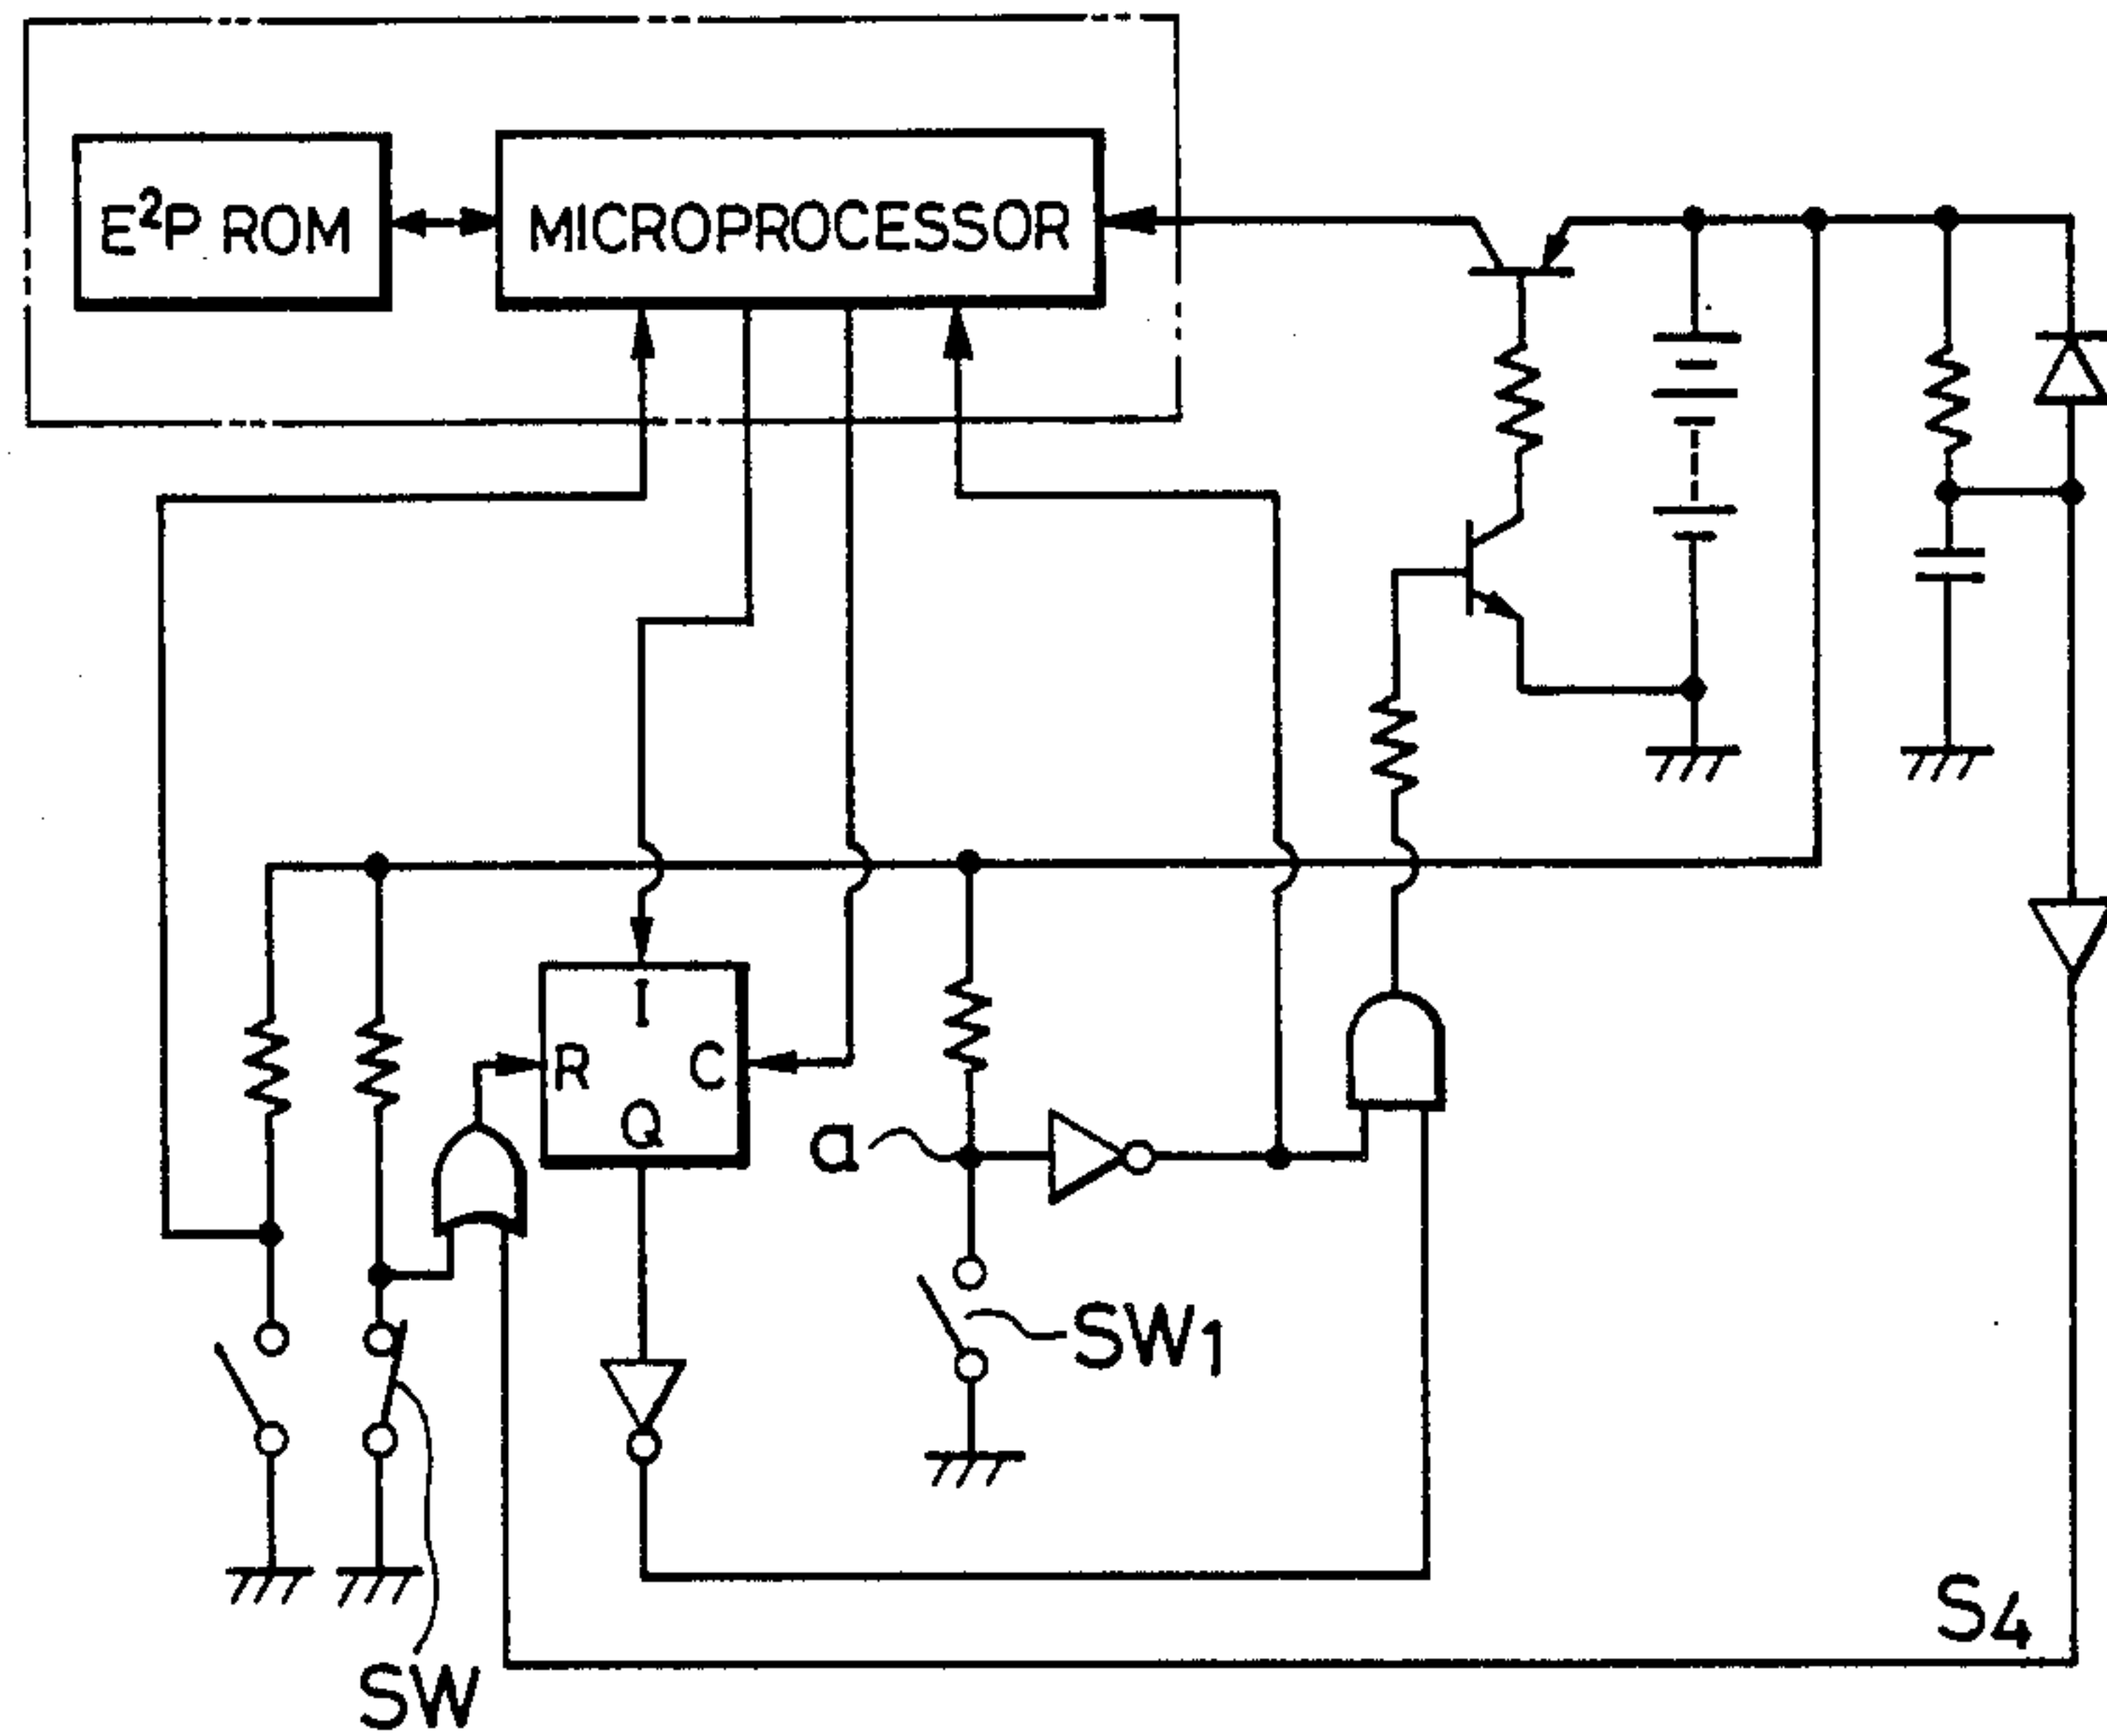 E²P ROM
MICROPROCESSOR
I
R
C
Q
a
SW1
S4
SW